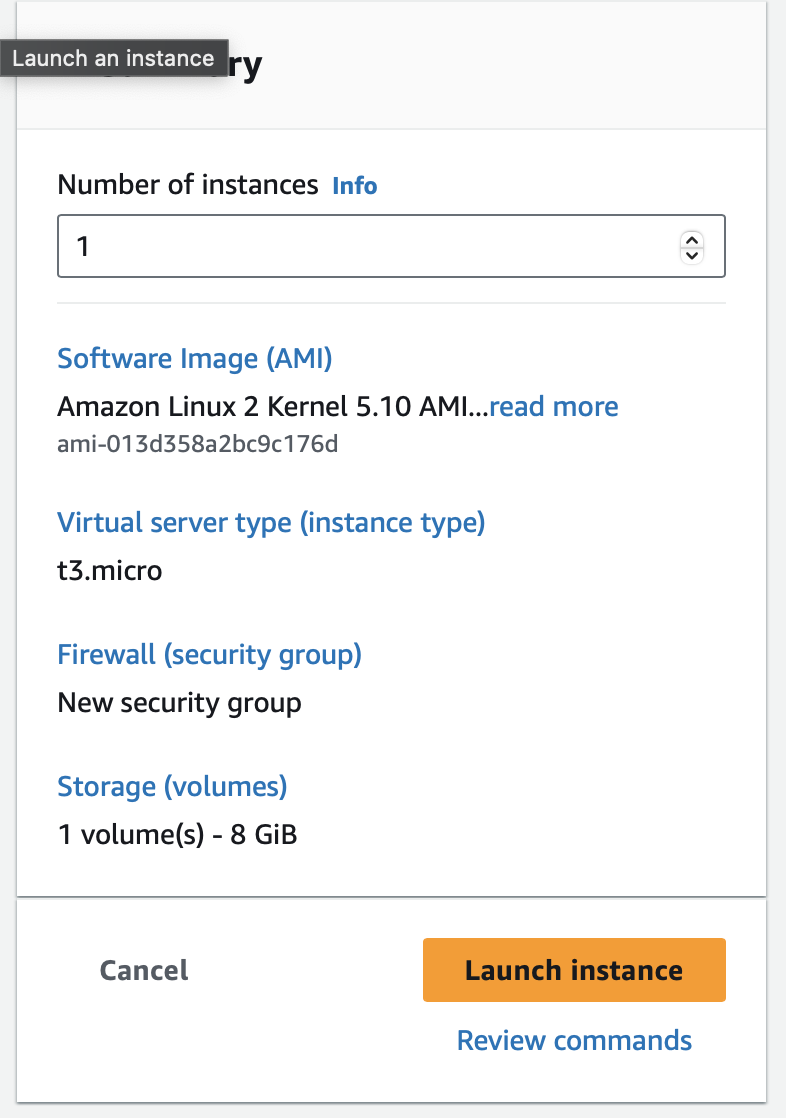 Launch an instance
ry
Number of instances Info
1
Software Image (AMI)
Amazon Linux 2 Kernel 5.10 AMI...read more
ami-013d358a2bc9c176d
Virtual server type (instance type)
t3.micro
Firewall (security group)
New security group
Storage (volumes)
1 volume(s) - 8 GiB
Cancel
Launch instance
Review commands